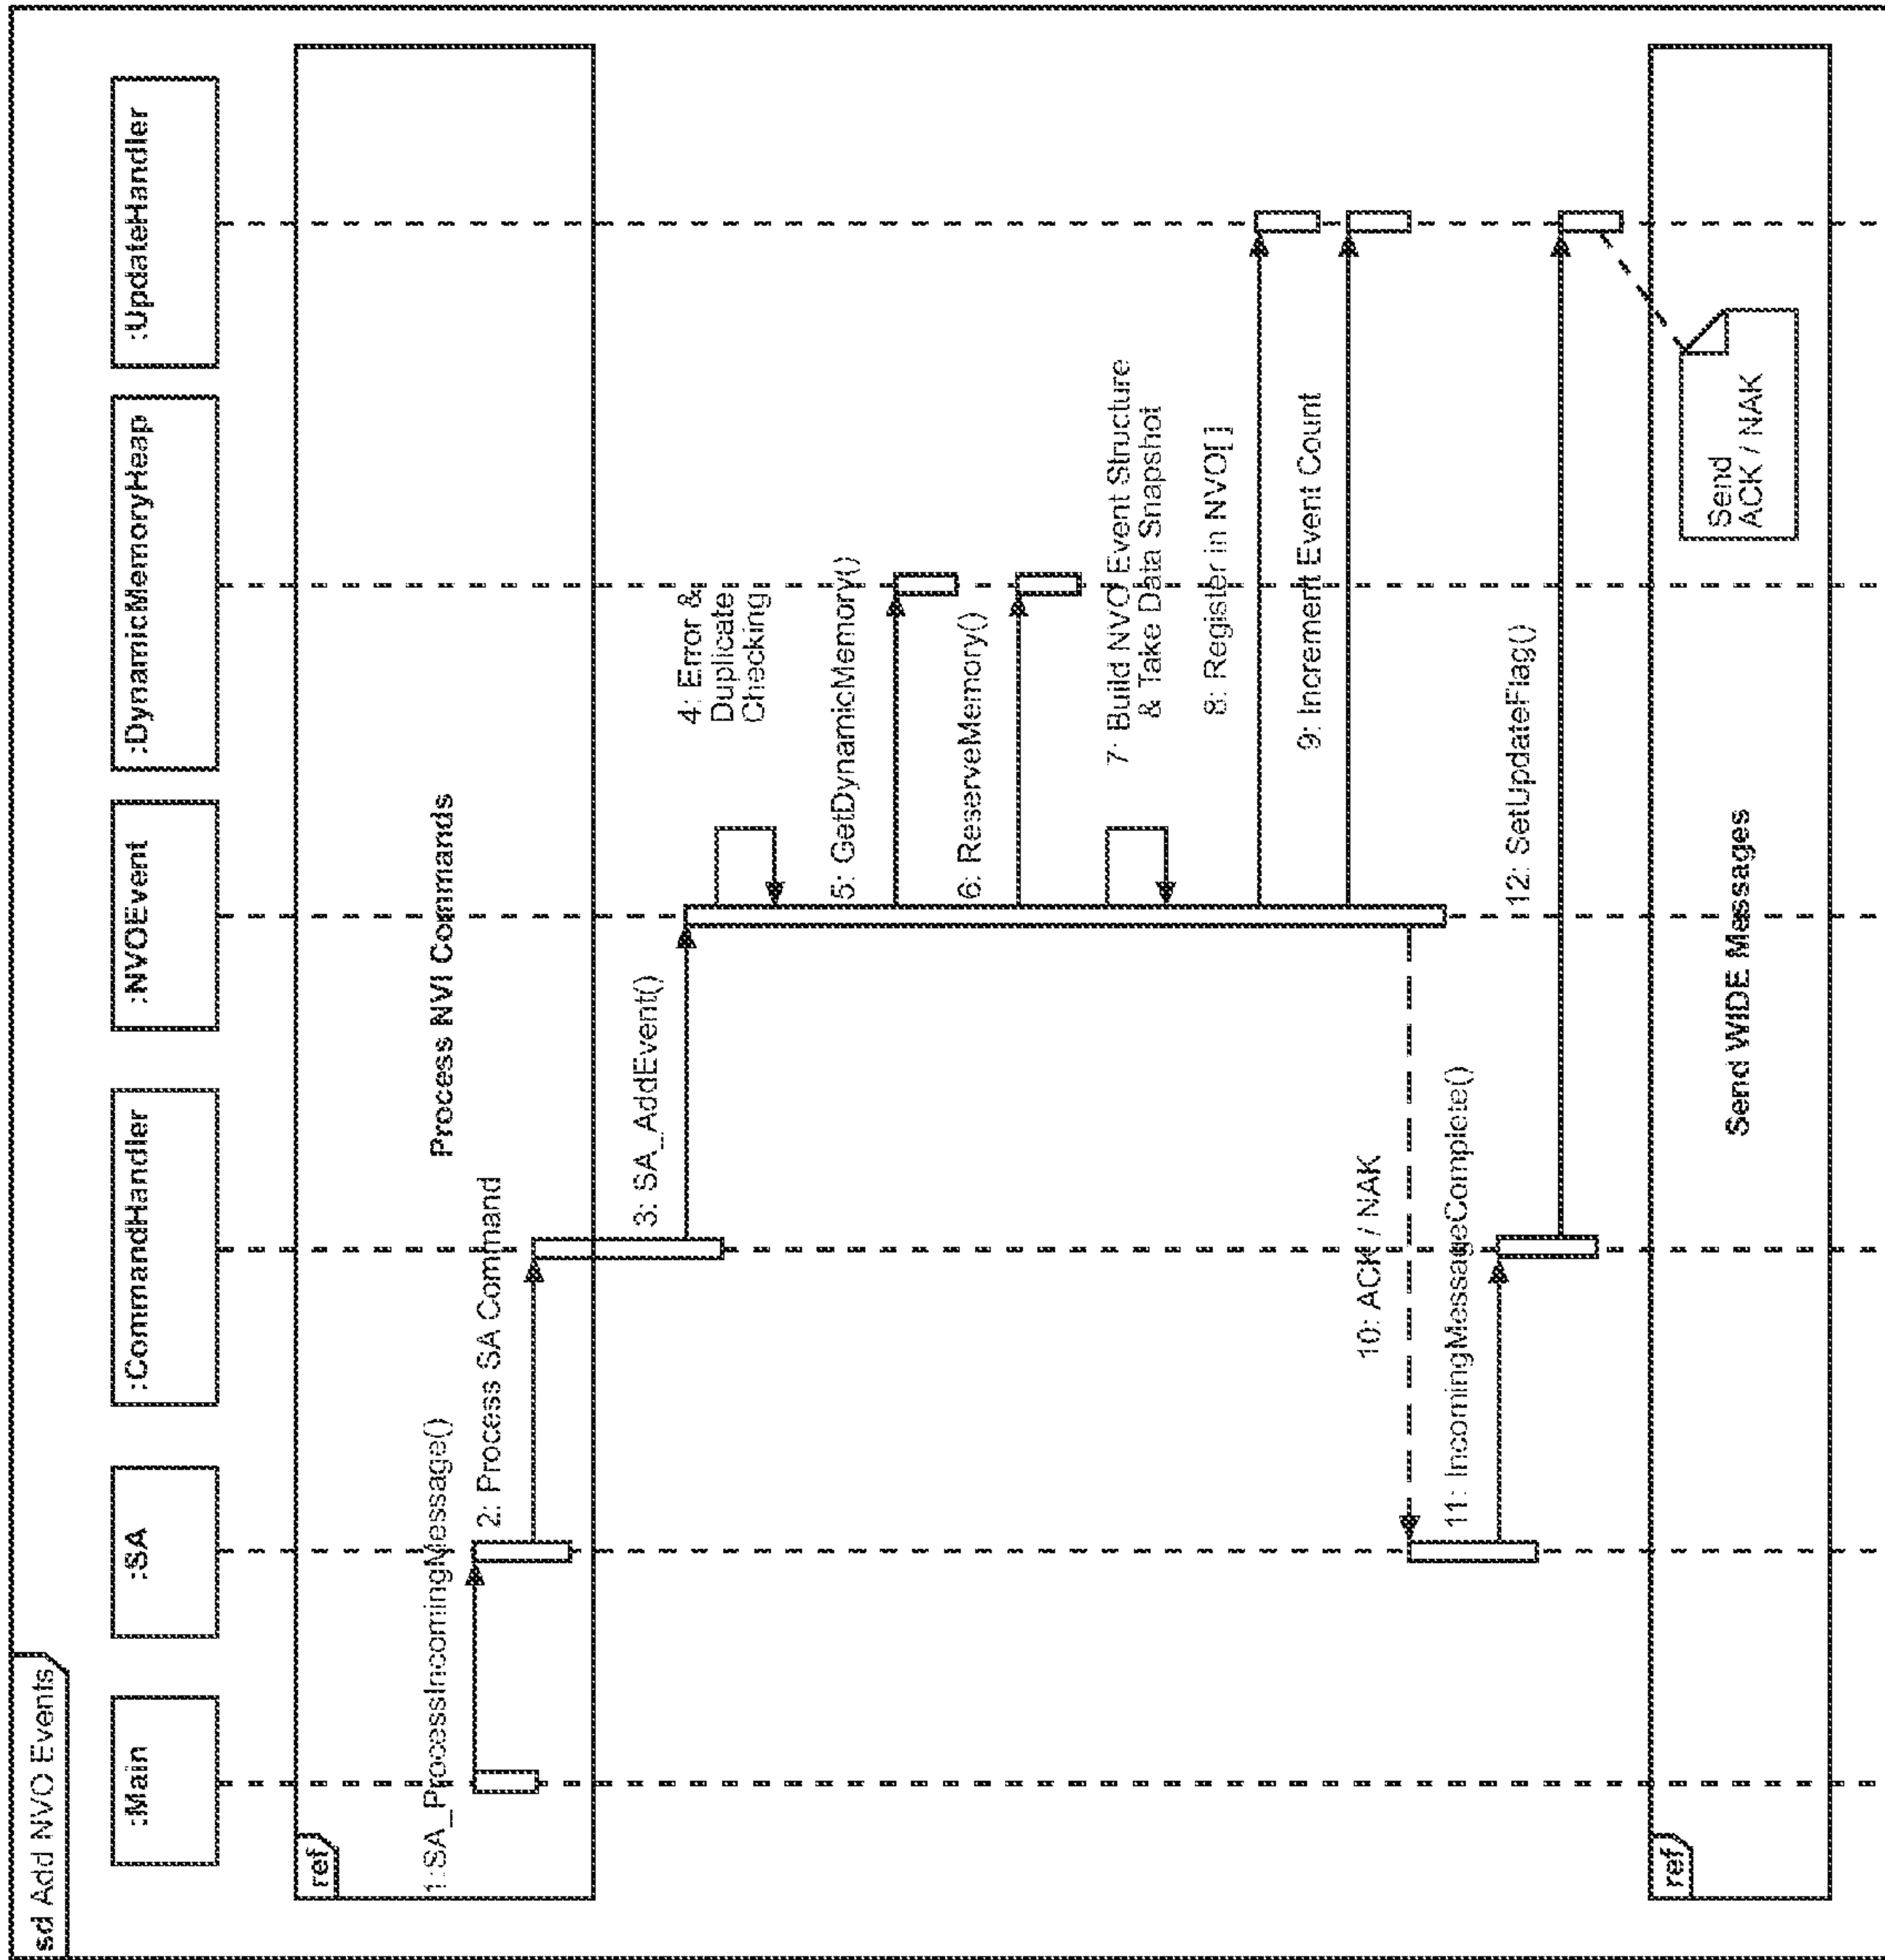 sd Add NVO Events
:Main
:SA
:CommandHandler
:NVOEvent
:DynamicMemoryHeap
:UpdateHandler
ref
Process NVI Commands
1:SA_ProcessIncomingMessage()
2: Process SA Command
3: SA_AddEvent()
4: Error &
Duplicate
Checking
5: GetDynamicMemory()
6: ReserveMemory()
7: Build NVO Event Structure
& Take Data Snapshot
8: Register in NVO[ ]
9: Increment Event Count
10: ACK / NAK
11: IncomingMessageComplete()
12: SetUpdateFlag()
ref
Send WIDE Messages
Send
ACK / NAK